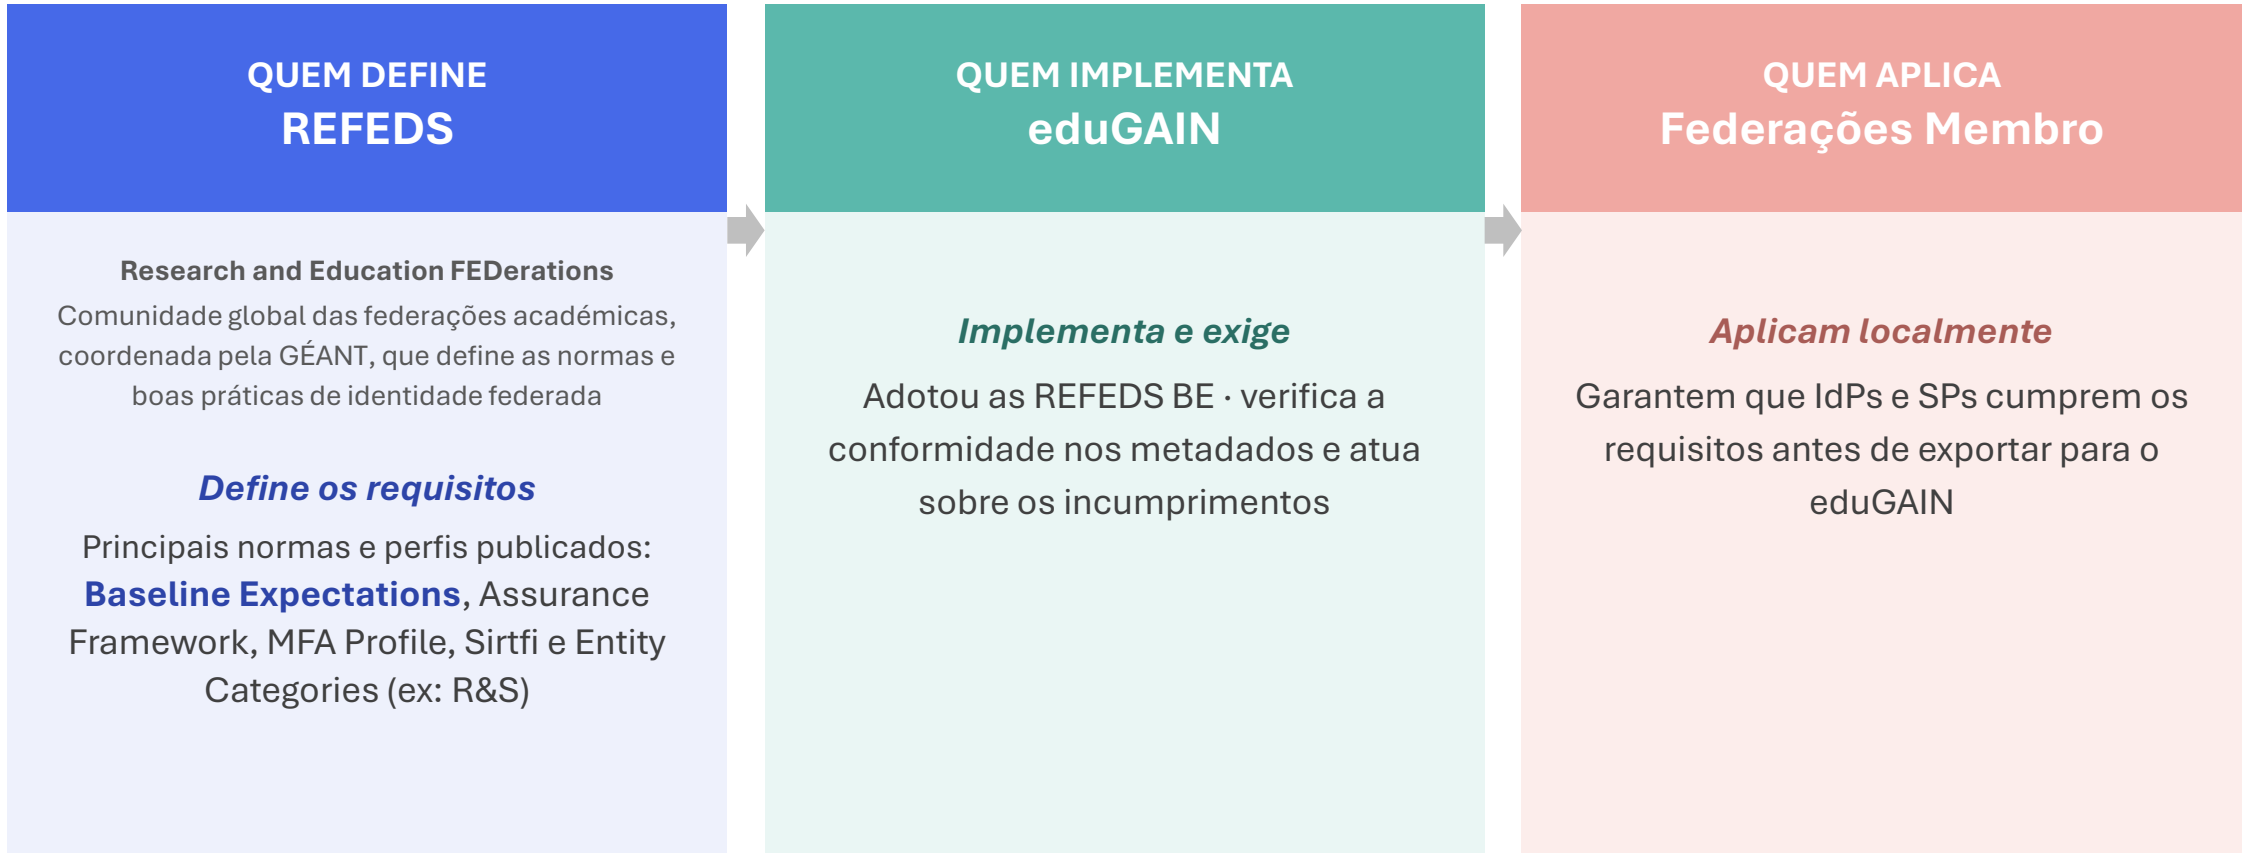 QUEM DEFINE
REFEDS
Research and Education FEDerations
Comunidade global das federações académicas,
coordenada pela GÉANT, que define as normas e
boas práticas de identidade federada
Define os requisitos
Principais normas e perfis publicados:
Baseline Expectations, Assurance
Framework, MFA Profile, Sirtfi e Entity
Categories (ex: R&S)
QUEM IMPLEMENTA
eduGAIN
Implementa e exige
Adotou as REFEDS BE · verifica a
conformidade nos metadados e atua
sobre os incumprimentos
QUEM APLICA
Federações Membro
Aplicam localmente
Garantem que IdPs e SPs cumprem os
requisitos antes de exportar para o
eduGAIN